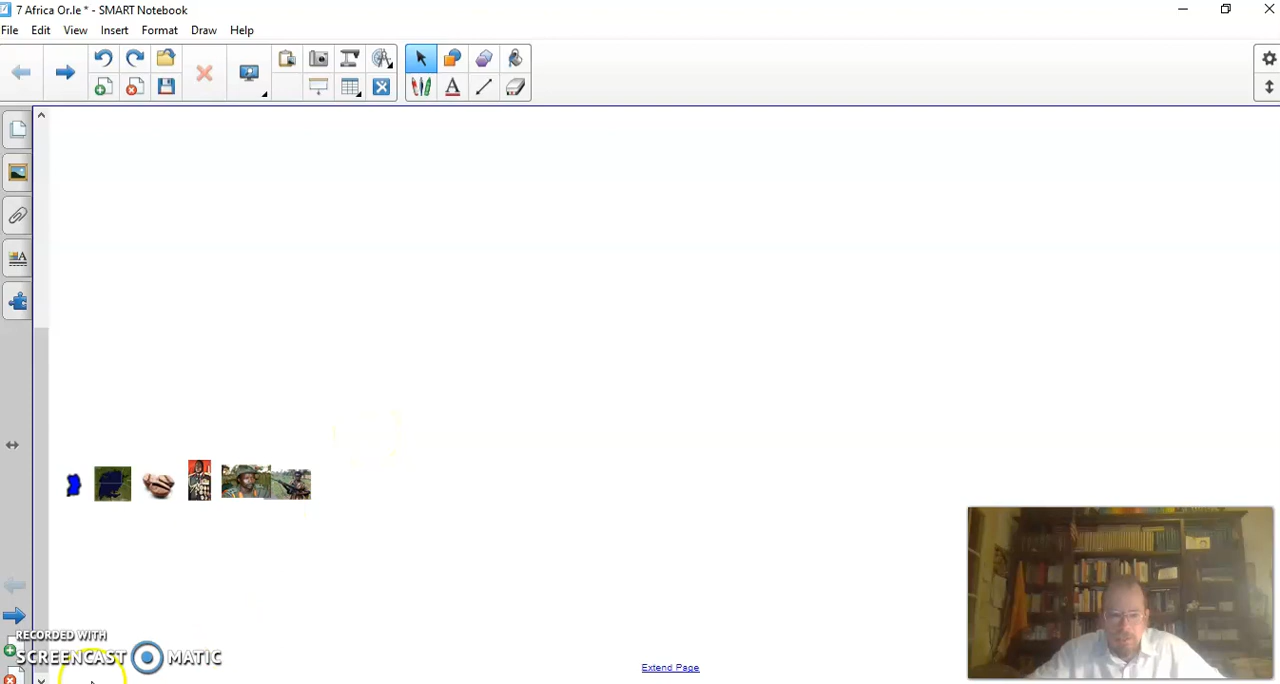 7 Africa Or.le * - SMART Notebook
File Edit View Insert Format Draw Help
RECORDED WITH
SCREENCAST MATIC
Extend Page